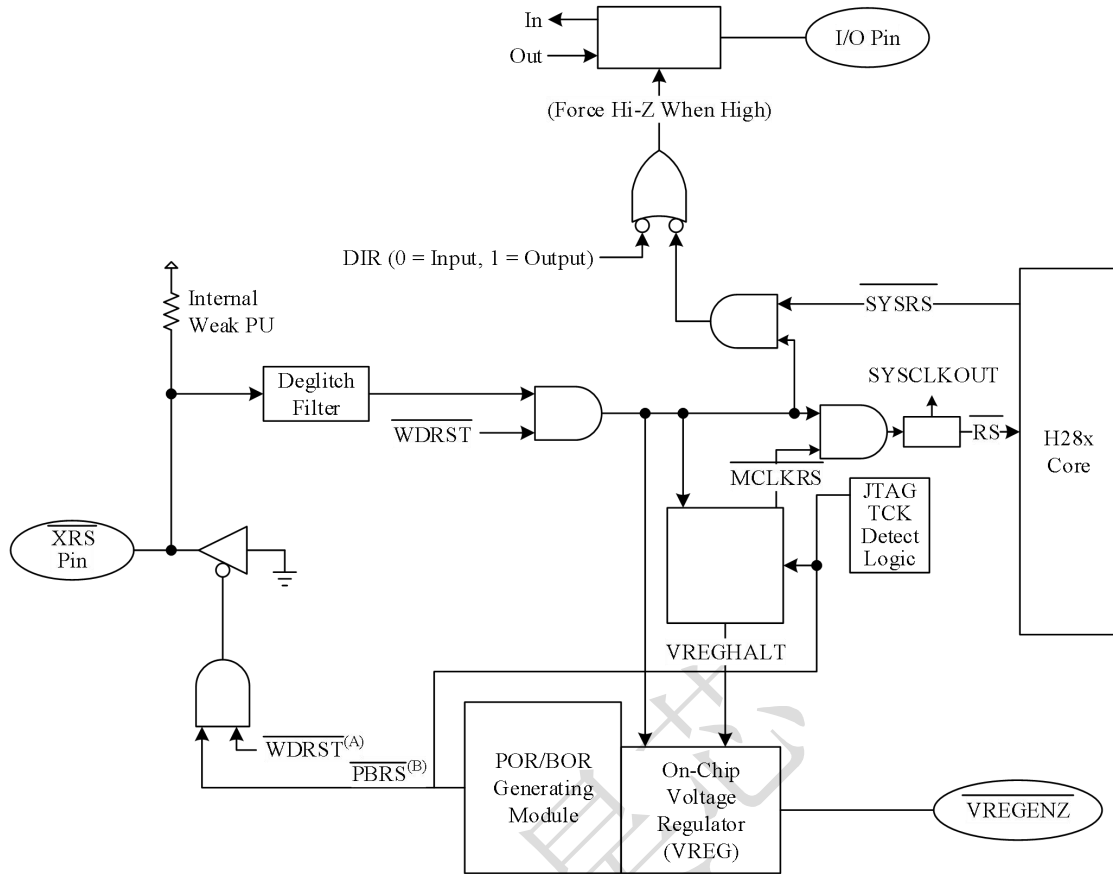 In
Out
I/O Pin
(Force Hi-Z When High)
DIR (0 = Input, 1 = Output)
Internal
Weak PU
SYSRS
Deglitch
Filter
WDRST
SYSCLKOUT
RS
H28x
Core
MCLKRS
JTAG
TCK
Detect
Logic
XRS
Pin
VREGHALT
WDRST(A)
PBRS(B)
POR/BOR
Generating
Module
On-Chip
Voltage
Regulator
(VREG)
VREGENZ
芯